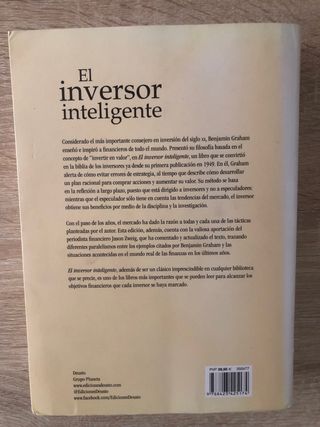 El
inversor
inteligente
Considerado el más importante consejero en inversión del siglo XX, Benjamin Graham
enseñó e inspiró a financieros de todo el mundo. Presentó su filosofía basada en el
concepto de "invertir en valor", en El inversor inteligente, un libro que se convirtió
en la biblia de los inversores ya desde su primera publicación en 1949. En él, Graham
alerta de cómo evitar errores de estrategia, al tiempo que describe cómo desarrollar
un plan racional para comprar acciones y aumentar su valor. Su método se basa
en la reflexión a largo plazo, puesto que está dirigido a inversores y no a especuladores:
mientras que el especulador sólo tiene en cuenta las tendencias del mercado, el inversor
obtiene sus beneficios por medio de la disciplina y la investigación.
Con el paso de los años, el mercado ha dado la razón a todas y cada una de las tácticas
planteadas por el autor. Esta edición, además, cuenta con la valiosa aportación del
periodista financiero Jason Zweig, que ha comentado y actualizado el texto, trazando
diferentes paralelismos entre los ejemplos citados por Benjamin Graham y las
situaciones acontecidas en el mundo real de las finanzas en los últimos años.
El inversor inteligente, además de ser un clásico imprescindible en cualquier biblioteca
que se precie, es uno de los libros más importantes que se pueden leer para alcanzar los
objetivos financieros que cada inversor se haya marcado.
Deusto
Grupo Planeta
www.edicionesdeusto.com
@EdicionesDeusto
www.facebook.com/EdicionesDeusto
PVP
9 788423 425174